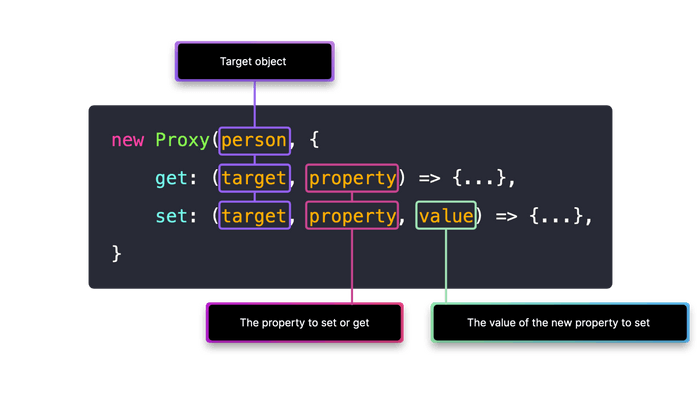 Target object
new Proxy(person, {
get: (target, property) => {...},
set: (target, property, value) => {...},
}
The property to set or get
The value of the new property to set